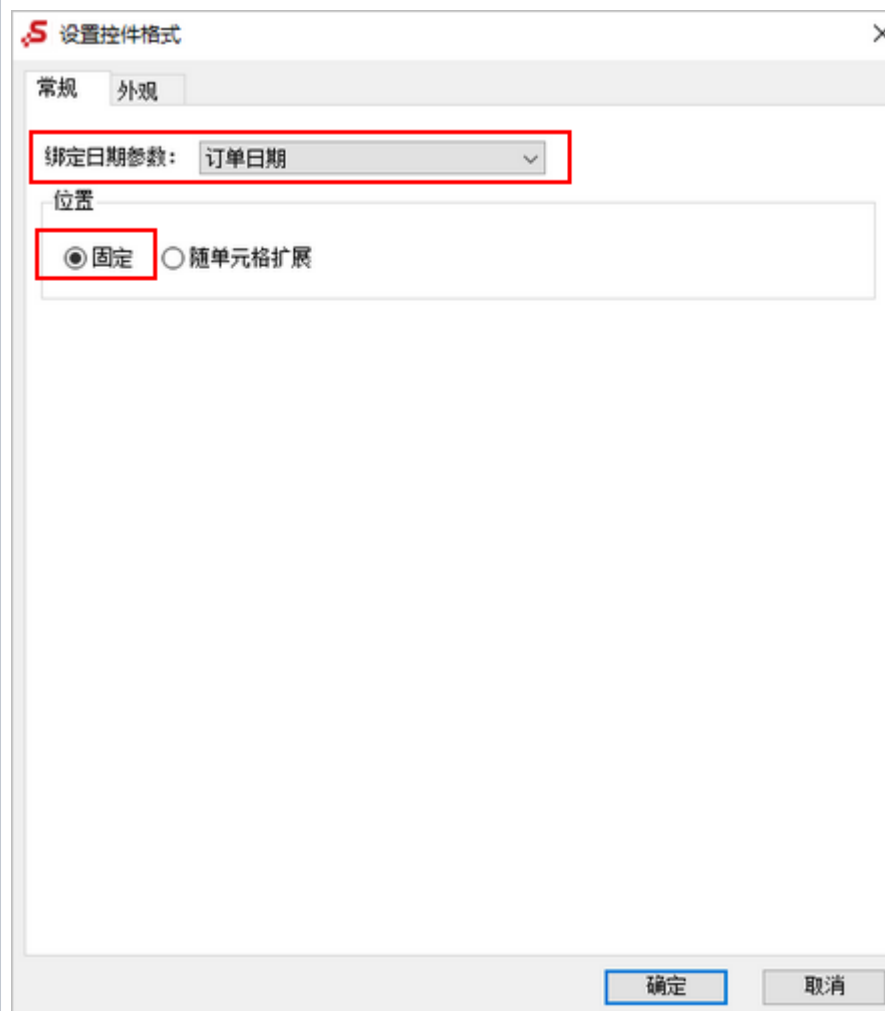 设置控件格式
常规 外观
绑定日期参数： 订单日期
位置
固定 随单元格扩展
确定 取消